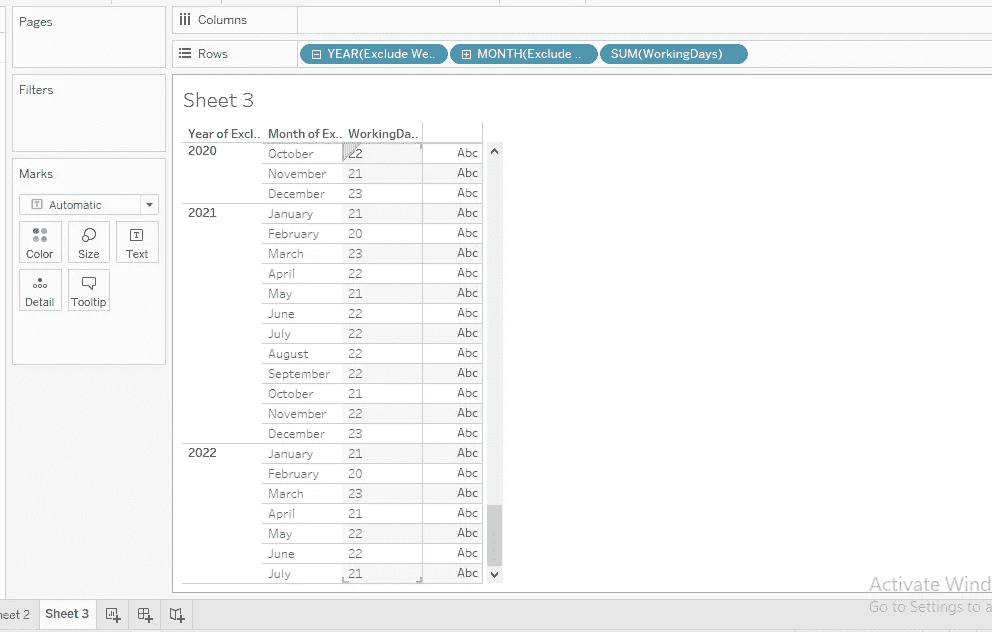 Pages
Columns
Rows YEAR(Exclude We.. MONTH(Exclude .. SUM(WorkingDays)
Filters
Sheet 3
Year of Excl.. Month of Ex.. WorkingDa..
2020 October 22 Abc
November 21 Abc
December 23 Abc
Marks
Automatic
2021 January 21 Abc
February 20 Abc
March 23 Abc
April 22 Abc
May 21 Abc
June 22 Abc
July 22 Abc
August 22 Abc
September 22 Abc
October 21 Abc
November 22 Abc
December 23 Abc
Color Size Text
Detail Tooltip
2022 January 21 Abc
February 20 Abc
March 23 Abc
April 21 Abc
May 22 Abc
June 22 Abc
July 21 Abc
Activate Wind
Go to Settings to a
neet 2 Sheet 3